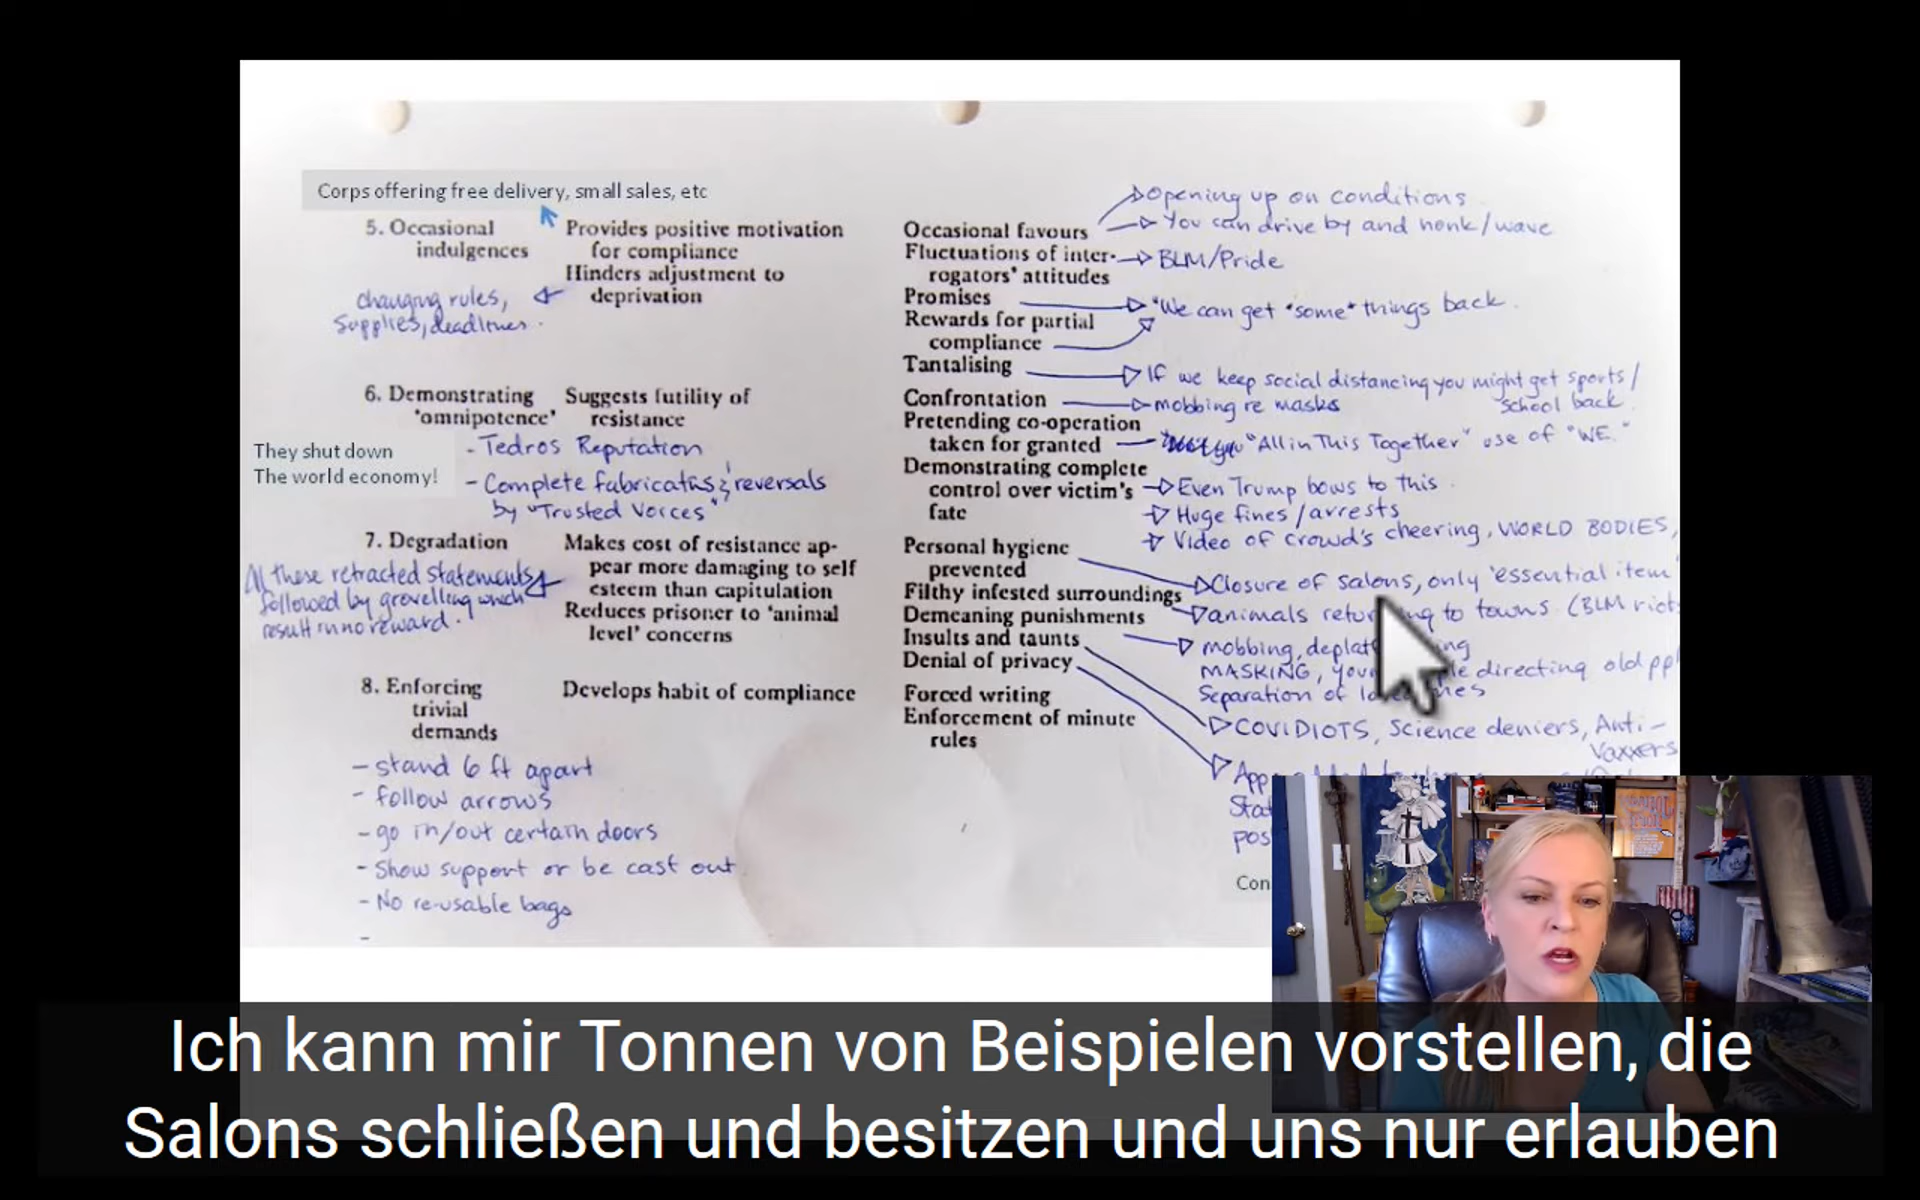 Corps offering free delivery, small sales, etc
5. Occasional
indulgences
Provides positive motivation
for compliance
Hinders adjustment to
deprivation
changing rules,
supplies, deadlines.
Occasional favours
Fluctuations of inter-
rogators' attitudes
Promises
Rewards for partial
compliance
Tantalising
Opening up on conditions
You can drive by and honk/wave
BLM/Pride
"We can get *some* things back.
If we keep social distancing you might get sports/
school back.
6. Demonstrating
'omnipotence'
Suggests futility of
resistance
They shut down
The world economy!
- Tedros Reputation
- Complete fabricatns & reversals
by "Trusted Voices"
Confrontation
Pretending co-operation
taken for granted
Demonstrating complete
control over victim's
fate
mobbing re masks
"All in This Together" use of "WE."
Even Trump bows to this.
Huge fines/arrests
Video of crowd's cheering, WORLD BODIES,
7. Degradation
Makes cost of resistance ap-
pear more damaging to self
esteem than capitulation
Reduces prisoner to 'animal
level' concerns
All these retracted statements
followed by grovelling which
result in no reward.
Personal hygiene
prevented
Filthy infested surroundings
Demeaning punishments
Insults and taunts
Denial of privacy
Closure of salons, only 'essential item'
animals returning to towns. (BLM riots
mobbing,
MASKING, directing old ppl
Separation of
COVIDIOTS, Science deniers, Anti-
Vaxxers
8. Enforcing
trivial
demands
Develops habit of compliance
Forced writing
Enforcement of minute
rules
- stand 6 ft apart
- follow arrows
- go in/out certain doors
- Show support or be cast out
- No re-usable bags
-
App
Stat
pos
Con
Ich kann mir Tonnen von Beispielen vorstellen, die
Salons schließen und besitzen und uns nur erlauben